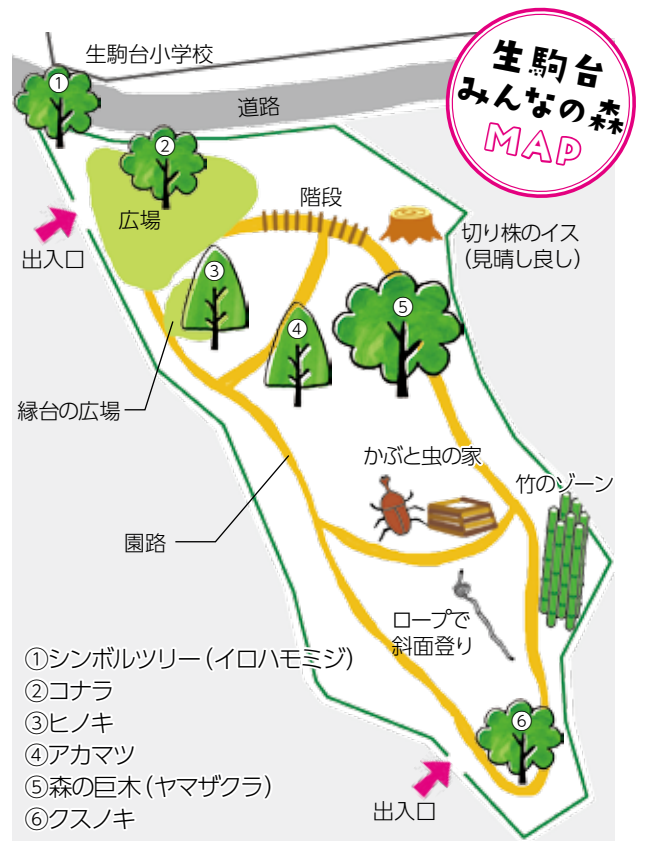 生駒台
みんなの森
MAP
生駒台小学校
道路
①
②
広場
階段
出入口
切り株のイス
(見晴し良し)
③
④
⑤
縁台の広場
かぶと虫の家
竹のゾーン
園路
ロープで
斜面登り
⑥
出入口
①シンボルツリー(イロハモミジ)
②コナラ
③ヒノキ
④アカマツ
⑤森の巨木(ヤマザクラ)
⑥クスノキ